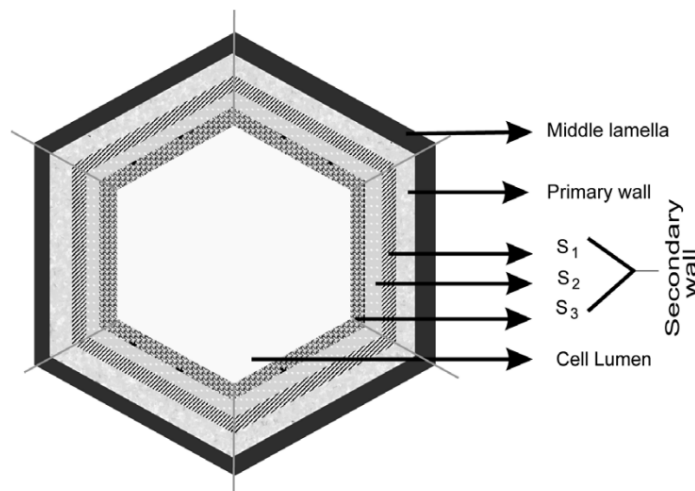 Middle lamella
Primary wall
S1
S2
S3
Secondary
wall
Cell Lumen